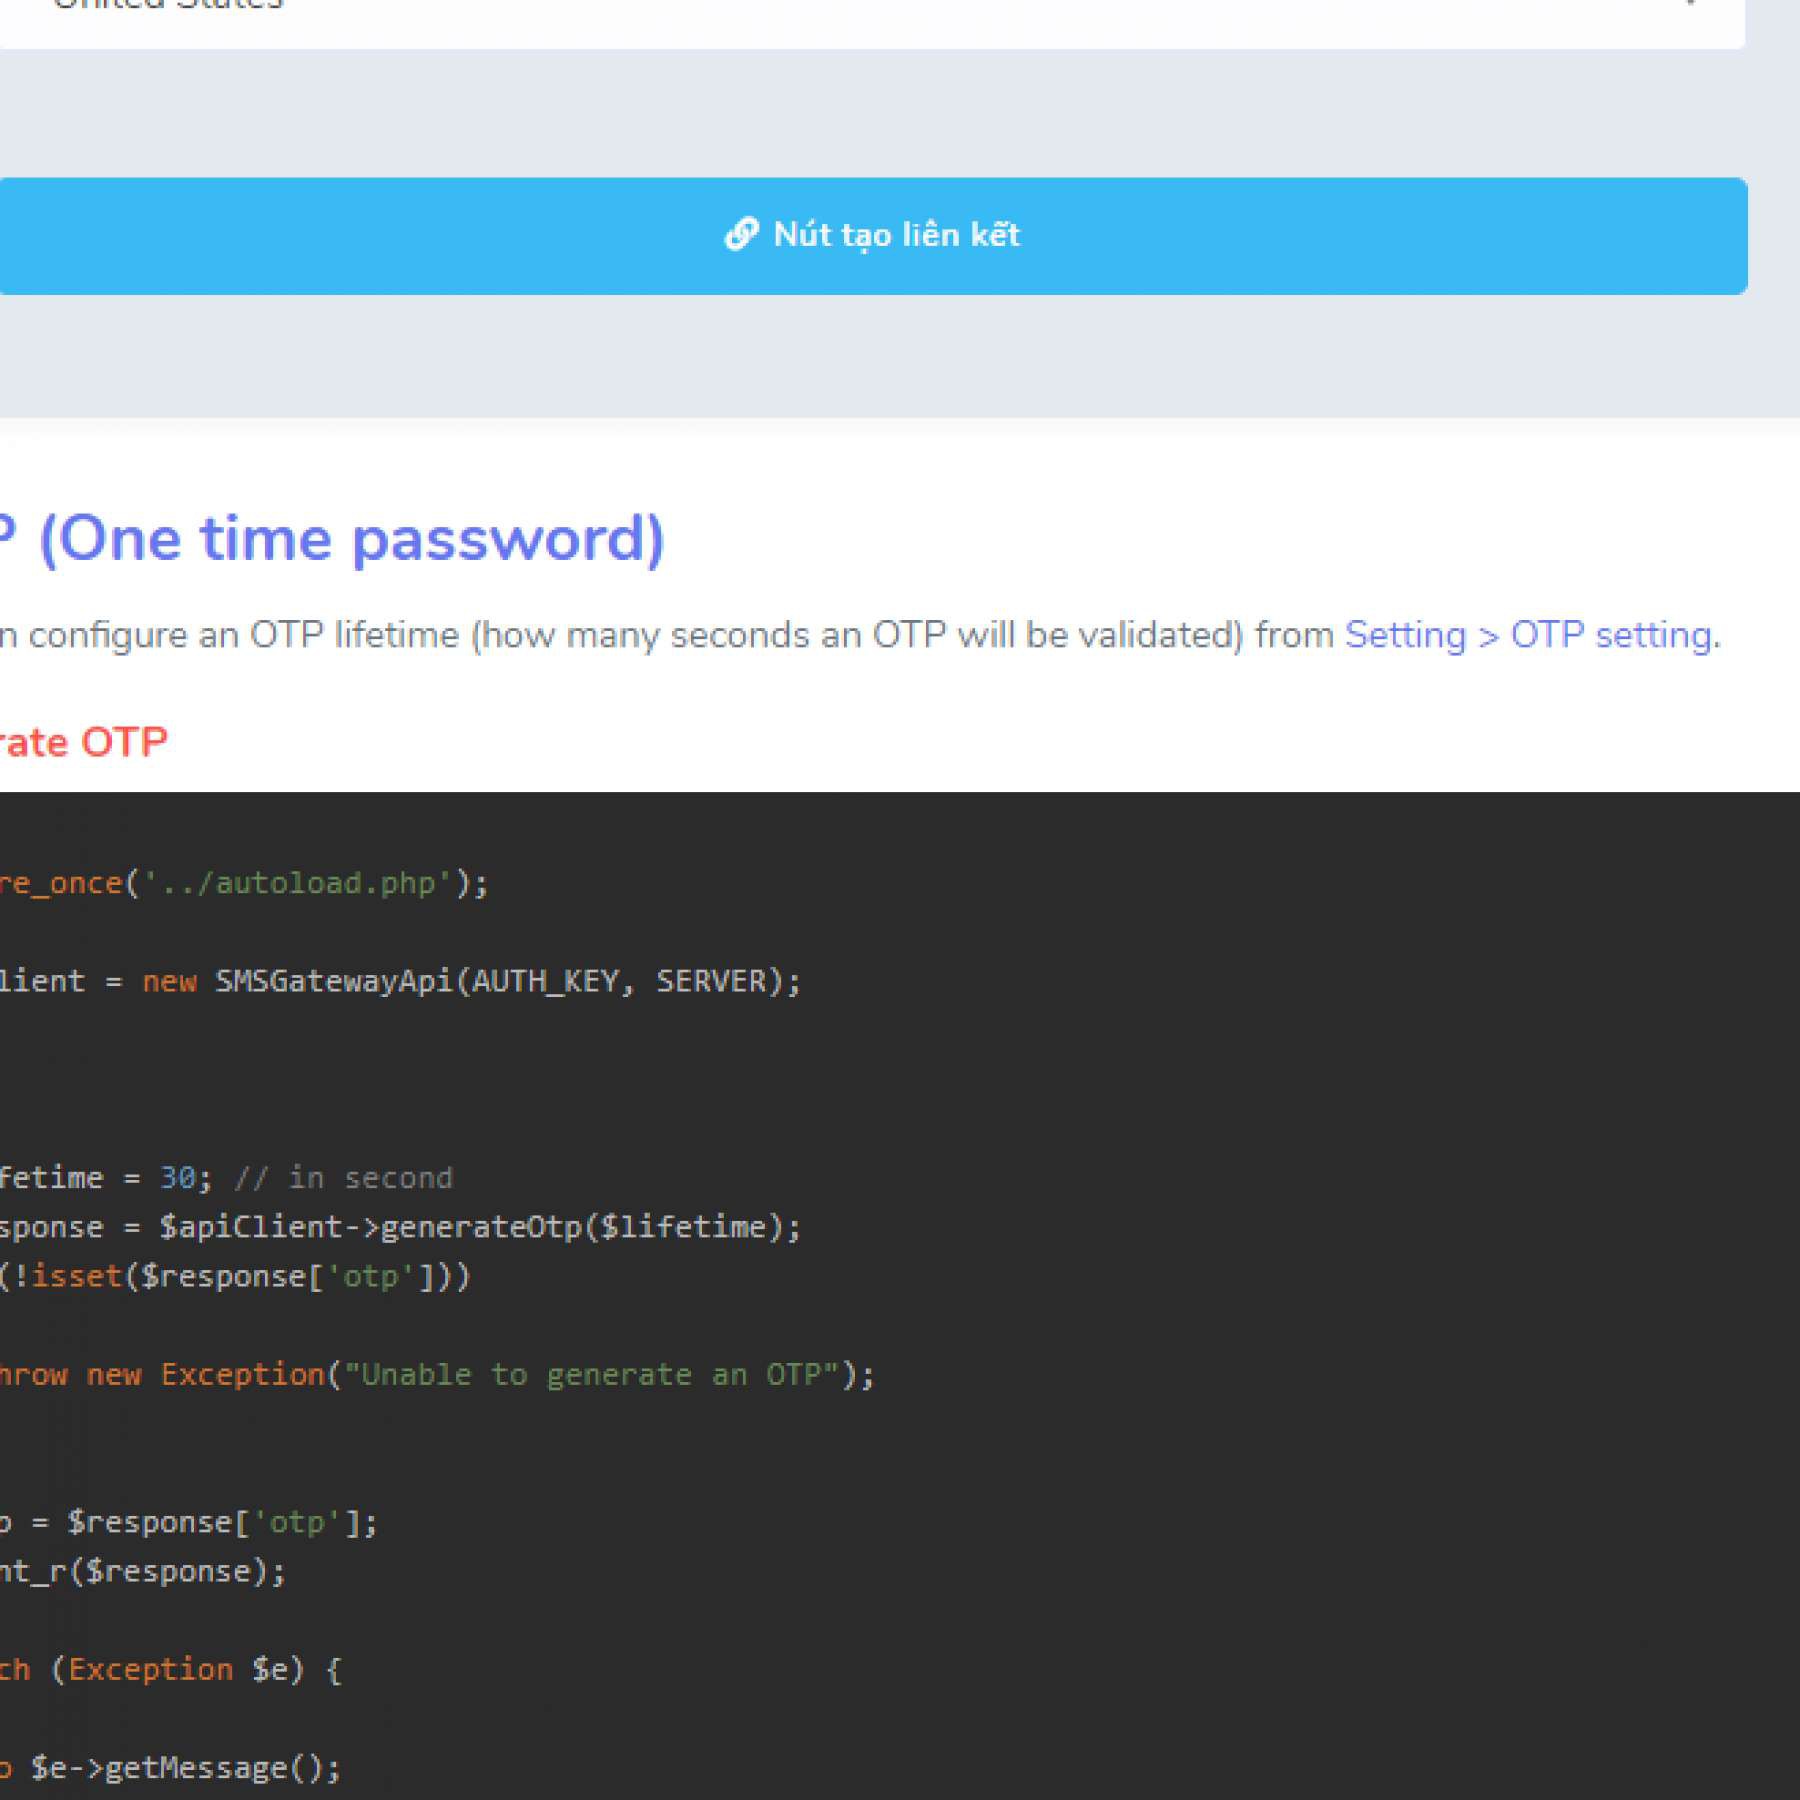 United States
Nút tạo liên kết
P (One time password)
n configure an OTP lifetime (how many seconds an OTP will be validated) from Setting > OTP setting.
rate OTP
re_once('../autoload.php');
lient = new SMSGatewayApi(AUTH_KEY, SERVER);
fetime = 30; // in second
sponse = $apiClient->generateOtp($lifetime);
(!isset($response['otp']))
hrow new Exception("Unable to generate an OTP");
p = $response['otp'];
nt_r($response);
ch (Exception $e) {
o $e->getMessage();